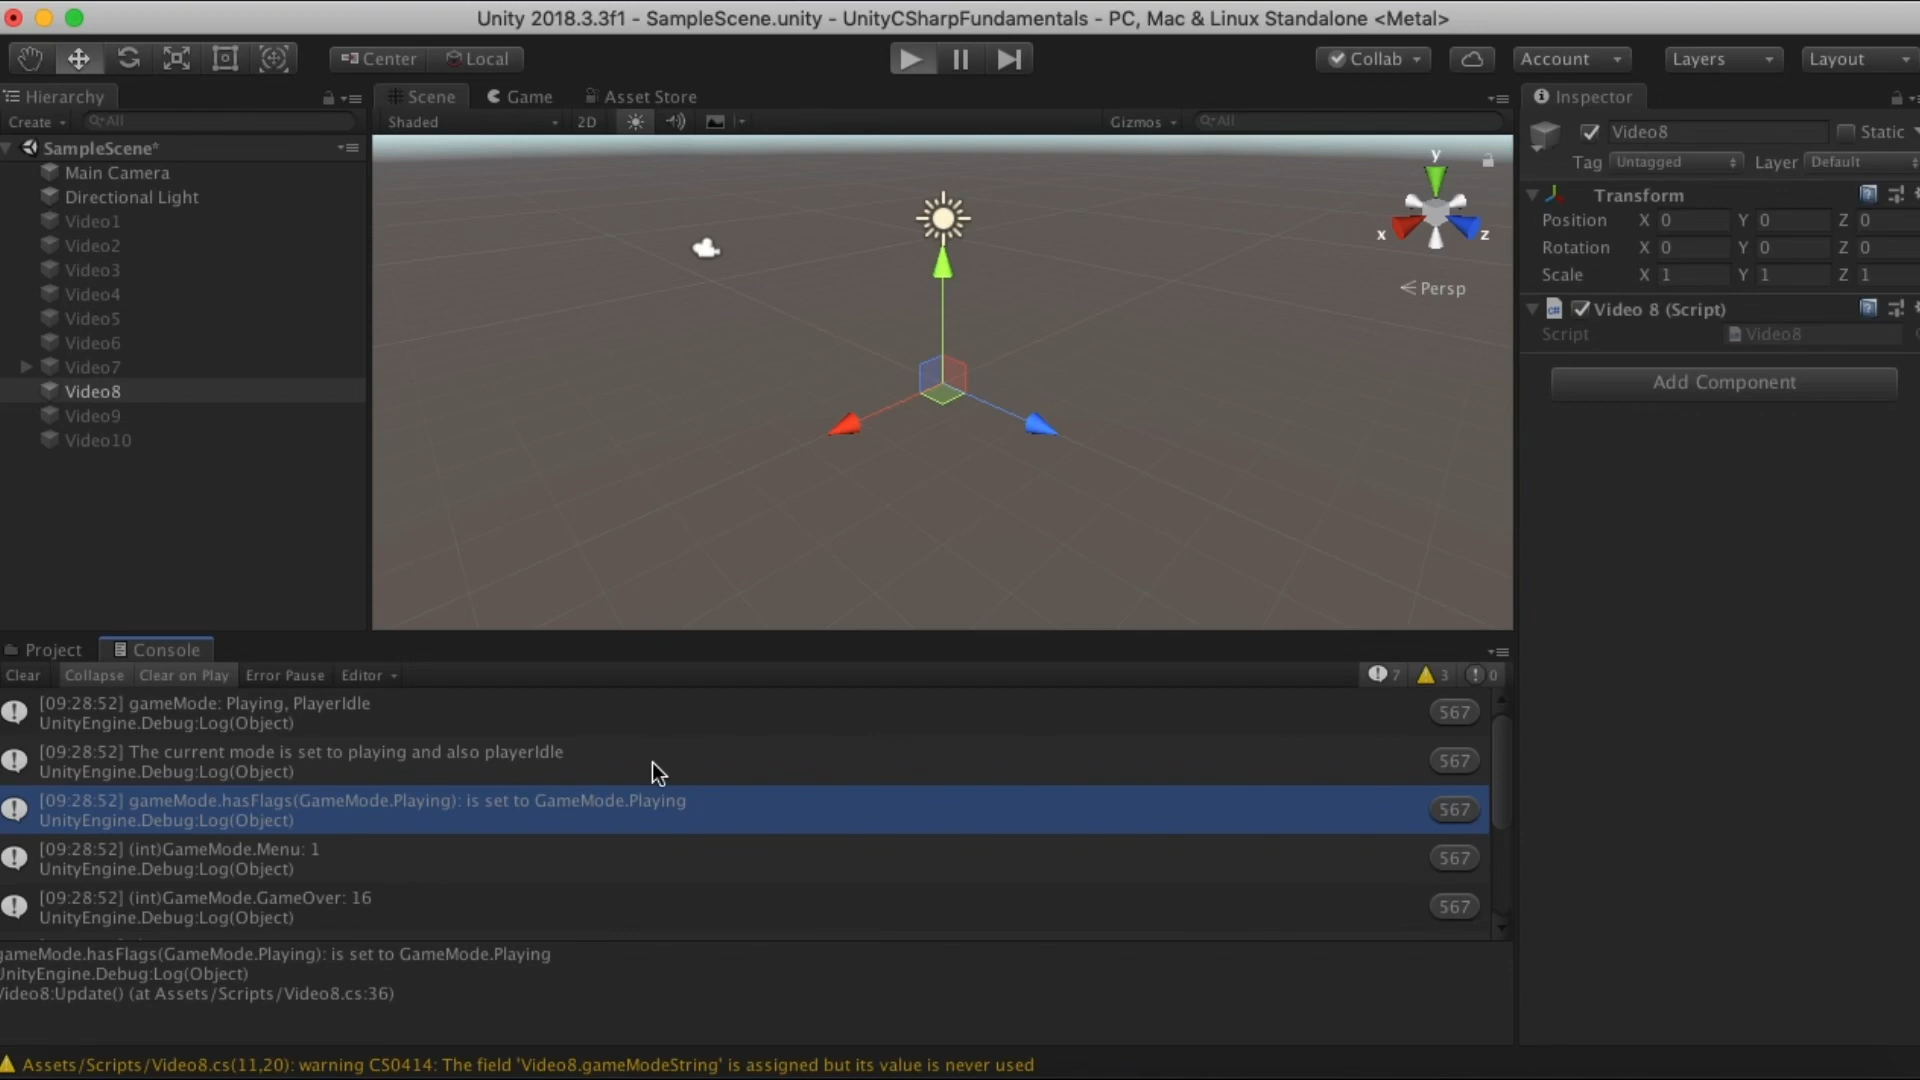 Unity 2018.3.3f1 - SampleScene.unity - UnityCSharpFundamentals - PC, Mac & Linux Standalone <Metal>
Center Local Collab Account Layers Layout
Hierarchy
Create All
SampleScene*
Main Camera
Directional Light
Video1
Video2
Video3
Video4
Video5
Video6
Video7
Video8
Video9
Video10
Scene Game Asset Store
Shaded 2D Gizmos All
y
x z
Persp
Inspector
Video8 Static
Tag Untagged Layer Default
Transform
Position X 0 Y 0 Z 0
Rotation X 0 Y 0 Z 0
Scale X 1 Y 1 Z 1
Video 8 (Script)
Script Video8
Add Component
Project Console
Clear Collapse Clear on Play Error Pause Editor 7 3 0
[09:28:52] gameMode: Playing, PlayerIdle
UnityEngine.Debug:Log(Object)
567
[09:28:52] The current mode is set to playing and also playerIdle
UnityEngine.Debug:Log(Object)
567
[09:28:52] gameMode.hasFlags(GameMode.Playing): is set to GameMode.Playing
UnityEngine.Debug:Log(Object)
567
[09:28:52] (int)GameMode.Menu: 1
UnityEngine.Debug:Log(Object)
567
[09:28:52] (int)GameMode.GameOver: 16
UnityEngine.Debug:Log(Object)
567
gameMode.hasFlags(GameMode.Playing): is set to GameMode.Playing
UnityEngine.Debug:Log(Object)
Video8:Update() (at Assets/Scripts/Video8.cs:36)
Assets/Scripts/Video8.cs(11,20): warning CS0414: The field 'Video8.gameModeString' is assigned but its value is never used